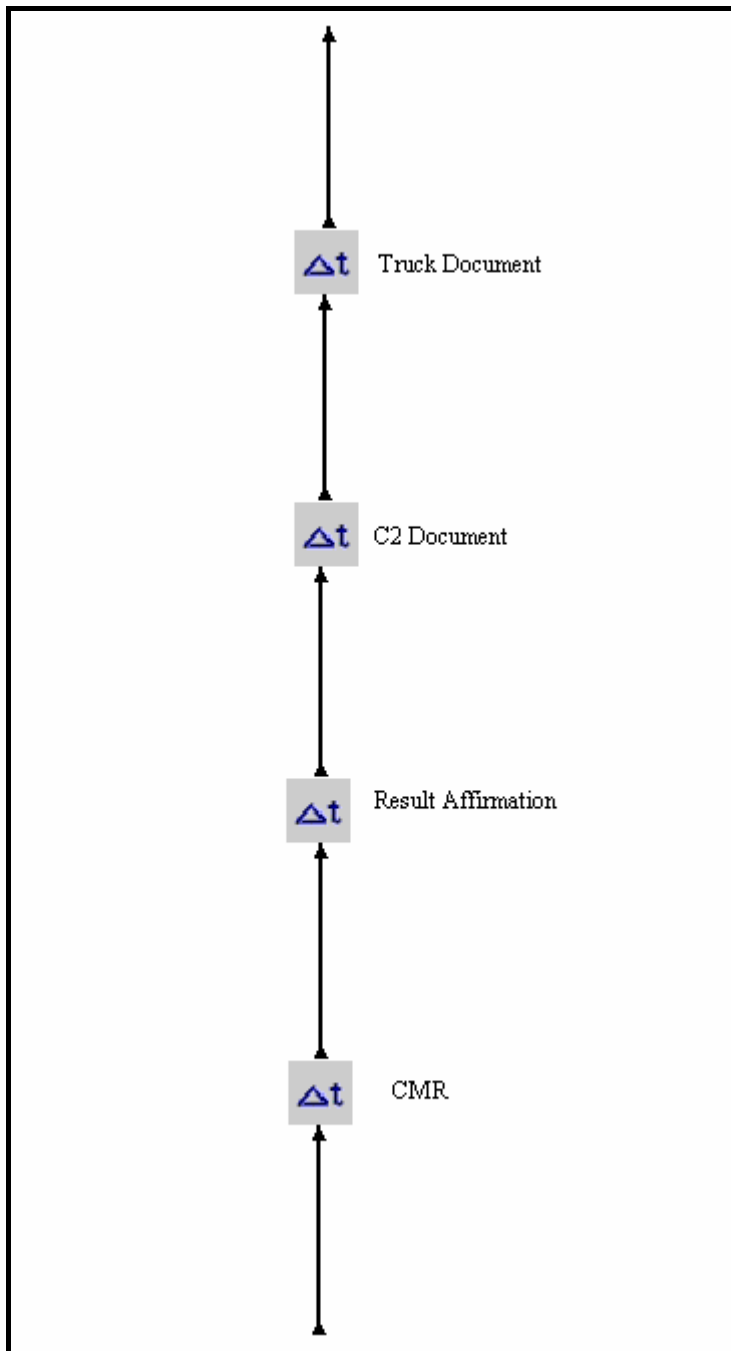 Δt Truck Document
Δt C2 Document
Δt Result Affirmation
Δt CMR